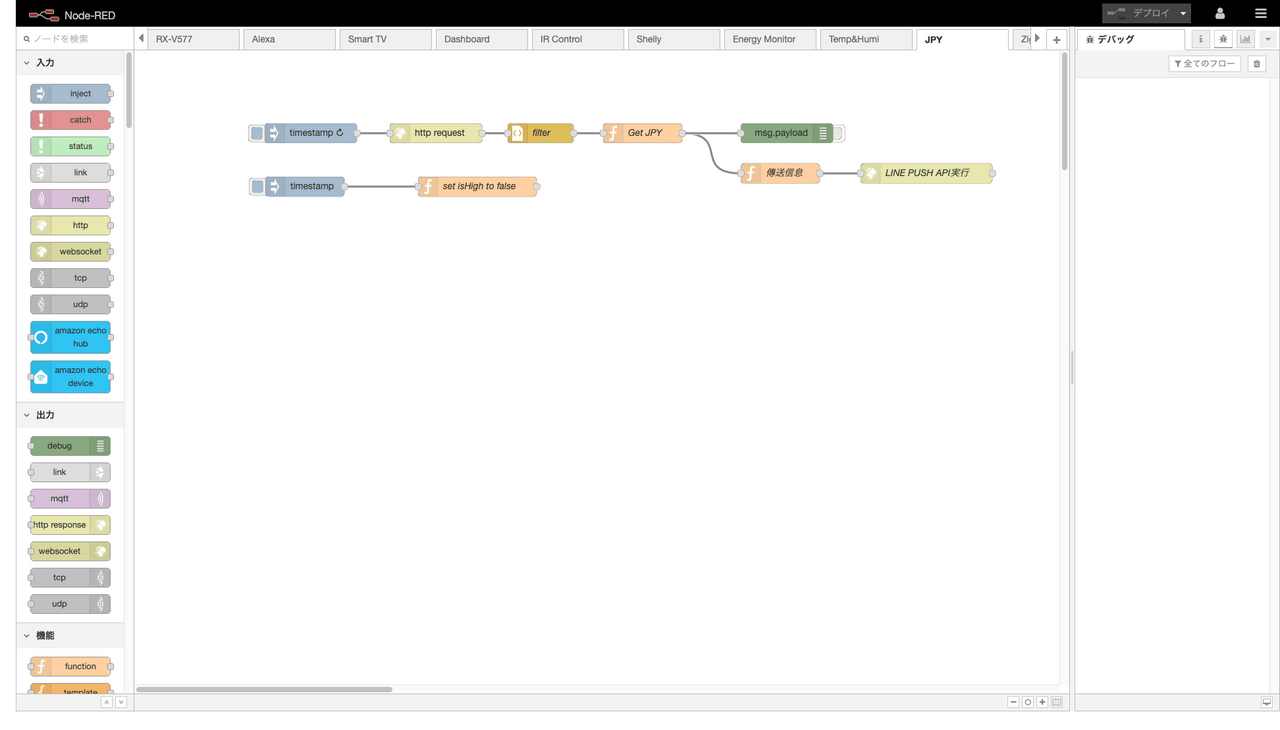 Node-RED
デプロイ
ノードを検索
RX-V577
Alexa
Smart TV
Dashboard
IR Control
Shelly
Energy Monitor
Temp&Humi
JPY
デバッグ
全てのフロー
入力
inject
catch
status
link
mqtt
http
websocket
tcp
udp
amazon echo
hub
amazon echo
device
出力
debug
link
mqtt
http response
websocket
tcp
udp
機能
function
template
timestamp ↻
http request
filter
Get JPY
msg.payload
傳送信息
LINE PUSH API実行
timestamp
set isHigh to false